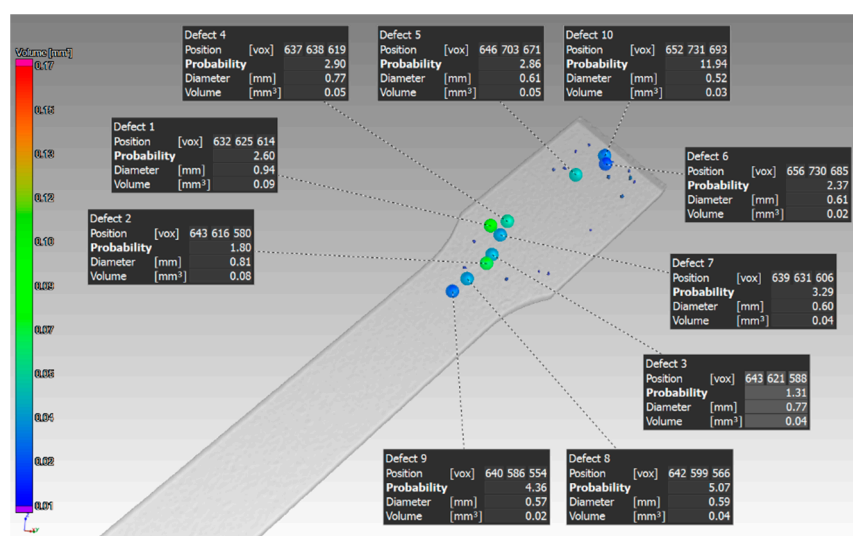 Volume [mm³]
0.17
0.15
0.13
0.12
0.10
0.09
0.07
0.05
0.04
0.02
0.01
Defect 4
Position [vox] 637 638 619
Probability 2.90
Diameter [mm] 0.77
Volume [mm³] 0.05
Defect 5
Position [vox] 646 703 671
Probability 2.86
Diameter [mm] 0.61
Volume [mm³] 0.05
Defect 10
Position [vox] 652 731 693
Probability 11.94
Diameter [mm] 0.52
Volume [mm³] 0.03
Defect 1
Position [vox] 632 625 614
Probability 2.60
Diameter [mm] 0.94
Volume [mm³] 0.09
Defect 6
Position [vox] 656 730 685
Probability 2.37
Diameter [mm] 0.61
Volume [mm³] 0.02
Defect 2
Position [vox] 643 616 580
Probability 1.80
Diameter [mm] 0.81
Volume [mm³] 0.08
Defect 7
Position [vox] 639 631 606
Probability 3.29
Diameter [mm] 0.60
Volume [mm³] 0.04
Defect 3
Position [vox] 643 621 588
Probability 1.31
Diameter [mm] 0.77
Volume [mm³] 0.04
Defect 9
Position [vox] 640 586 554
Probability 4.36
Diameter [mm] 0.57
Volume [mm³] 0.02
Defect 8
Position [vox] 642 599 566
Probability 5.07
Diameter [mm] 0.59
Volume [mm³] 0.04